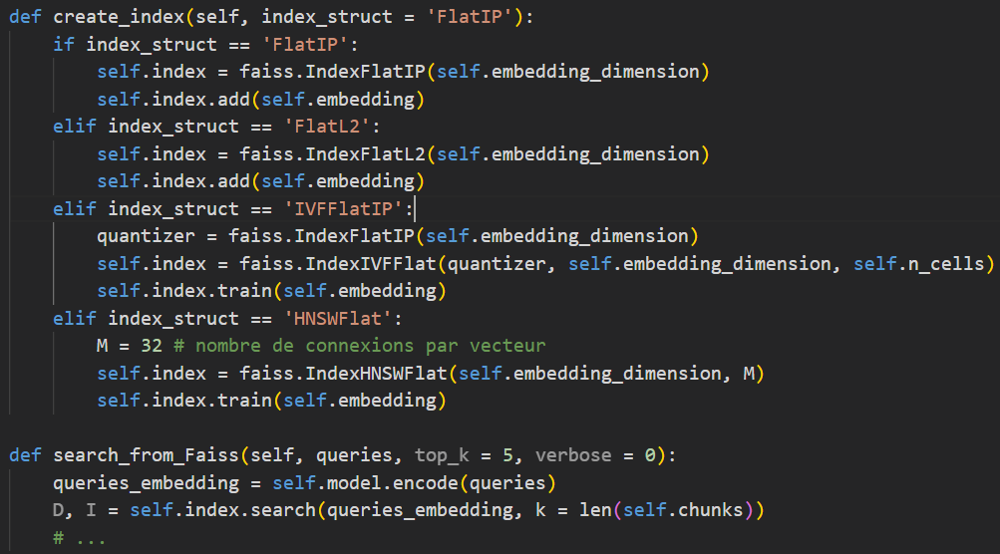 def create_index(self, index_struct = 'FlatIP'):
if index_struct == 'FlatIP':
self.index = faiss.IndexFlatIP(self.embedding_dimension)
self.index.add(self.embedding)
elif index_struct == 'FlatL2':
self.index = faiss.IndexFlatL2(self.embedding_dimension)
self.index.add(self.embedding)
elif index_struct == 'IVFFlatIP':
quantizer = faiss.IndexFlatIP(self.embedding_dimension)
self.index = faiss.IndexIVFFlat(quantizer, self.embedding_dimension, self.n_cells)
self.index.train(self.embedding)
elif index_struct == 'HNSWFlat':
M = 32 # nombre de connexions par vecteur
self.index = faiss.IndexHNSWFlat(self.embedding_dimension, M)
self.index.train(self.embedding)
def search_from_Faiss(self, queries, top_k = 5, verbose = 0):
queries_embedding = self.model.encode(queries)
D, I = self.index.search(queries_embedding, k = len(self.chunks))
# ...